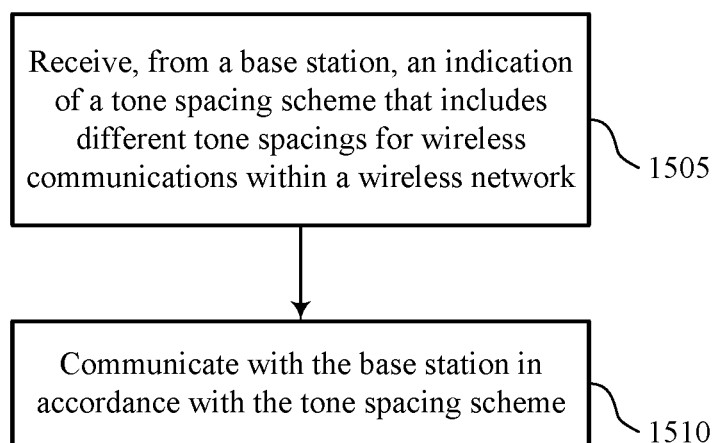 Receive, from a base station, an indication
of a tone spacing scheme that includes
different tone spacings for wireless
communications within a wireless network
1505
Communicate with the base station in
accordance with the tone spacing scheme
1510